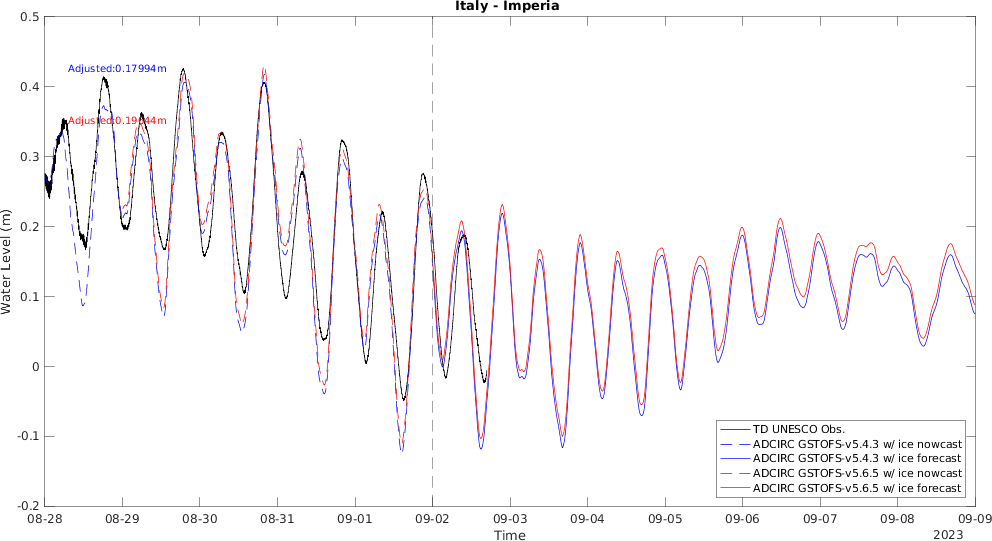 Italy - Imperia
0.5
0.4
0.3
0.2
0.1
0
-0.1
-0.2
Water Level (m)
Adjusted:0.17994m
TD UNESCO Obs.
ADCIRC GSTOFS-v5.4.3 w/ ice nowcast
ADCIRC GSTOFS-v5.4.3 w/ ice forecast
ADCIRC GSTOFS-v5.6.5 w/ ice nowcast
ADCIRC GSTOFS-v5.6.5 w/ ice forecast
08-28 08-29 08-30 08-31 09-01 09-02 09-03 09-04 09-05 09-06 09-07 09-08 09-09
Time
2023